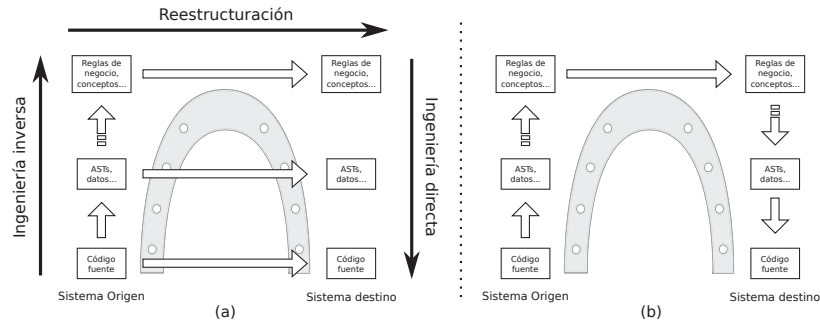 Reestructuración
Ingeniería inversa
Reglas de
negocio,
conceptos...
ASTs,
datos...
Código
fuente
Sistema Origen
Reglas de
negocio,
conceptos...
ASTs,
datos...
Código
fuente
Sistema destino
Ingeniería directa
(a)
Reglas de
negocio,
conceptos...
ASTs,
datos...
Código
fuente
Sistema Origen
Reglas de
negocio,
conceptos...
ASTs,
datos...
Código
fuente
Sistema destino
(b)